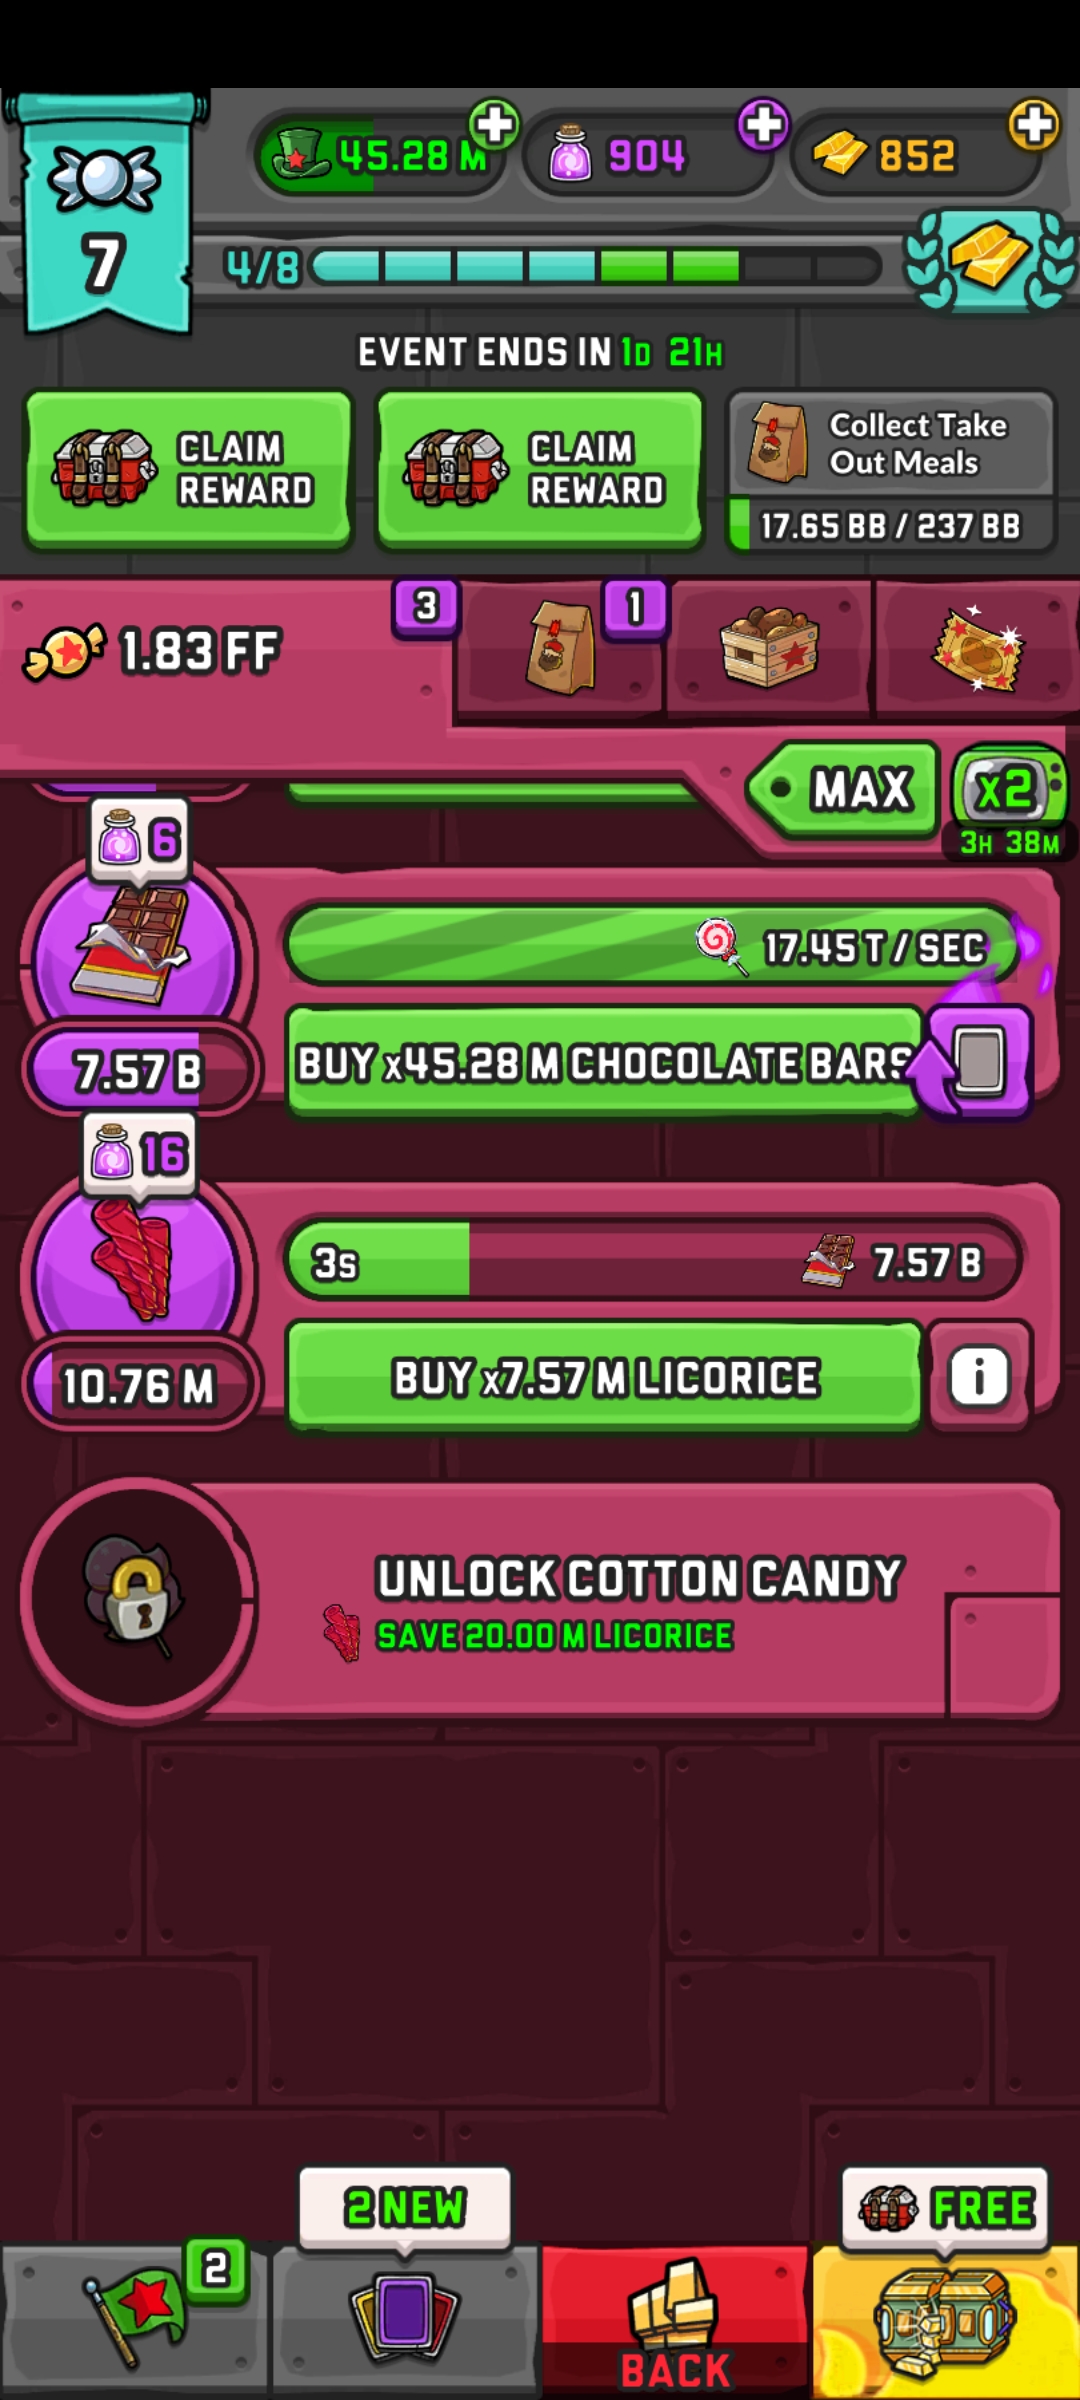 45.28 M
904
852
7
4/8
EVENT ENDS IN 1D 21H
CLAIM
REWARD
CLAIM
REWARD
Collect Take
Out Meals
17.65 BB / 237 BB
1.83 FF
3
1
MAX
x2
3H 38M
6
17.45 T / SEC
7.57 B
BUY x45.28 M CHOCOLATE BARS
16
3s
7.57 B
10.76 M
BUY x7.57 M LICORICE
i
UNLOCK COTTON CANDY
SAVE 20.00 M LICORICE
2
2 NEW
BACK
FREE